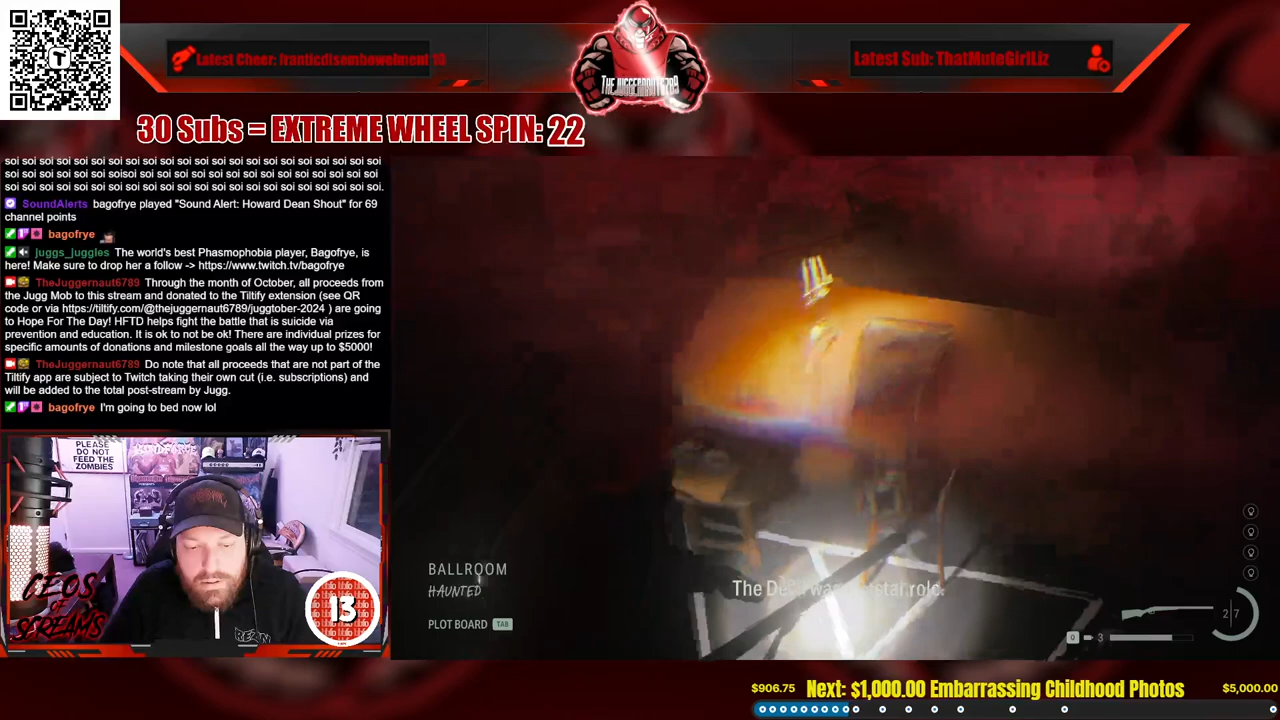 Latest Cheer: franticdisembowelment 10
THEJUGGERNAUT6789
Latest Sub: ThatMuteGirlLiz
30 Subs = EXTREME WHEEL SPIN: 22
soi soi soi soi soi soi soi soi soi soi soi soi soi soi soi soi soi soi soi soi soi soi
soi soi soi soi soi soi soisoi soi soi soi soi soi soi soi soi soi soi soi soi soi soi
soi soi soi soi soi soi soi soi soi soi soi soi soi soi soi soi soi soi soi soi soi soi.
SoundAlerts bagofrye played "Sound Alert: Howard Dean Shout" for 69
channel points
bagofrye
juggs_juggles The world's best Phasmophobia player, Bagofrye, is
here! Make sure to drop her a follow -> https://www.twitch.tv/bagofrye
TheJuggernaut6789 Through the month of October, all proceeds from
the Jugg Mob to this stream and donated to the Tiltify extension (see QR
code or via https://tiltify.com/@thejuggernaut6789/juggtober-2024 ) are going
to Hope For The Day! HFTD helps fight the battle that is suicide via
prevention and education. It is ok to not be ok! There are individual prizes for
specific amounts of donations and milestone goals all the way up to $5000!
TheJuggernaut6789 Do note that all proceeds that are not part of the
Tiltify app are subject to Twitch taking their own cut (i.e. subscriptions) and
will be added to the total post-stream by Jugg.
bagofrye I'm going to bed now lol
PLEASE
DO NOT
FEED THE
ZOMBIES
CEOS
OF
SCREAMS
13
BALLROOM
HAUNTED
PLOT BOARD TAB
The was star role.
2 7
Q 3
$906.75 Next: $1,000.00 Embarrassing Childhood Photos $5,000.00